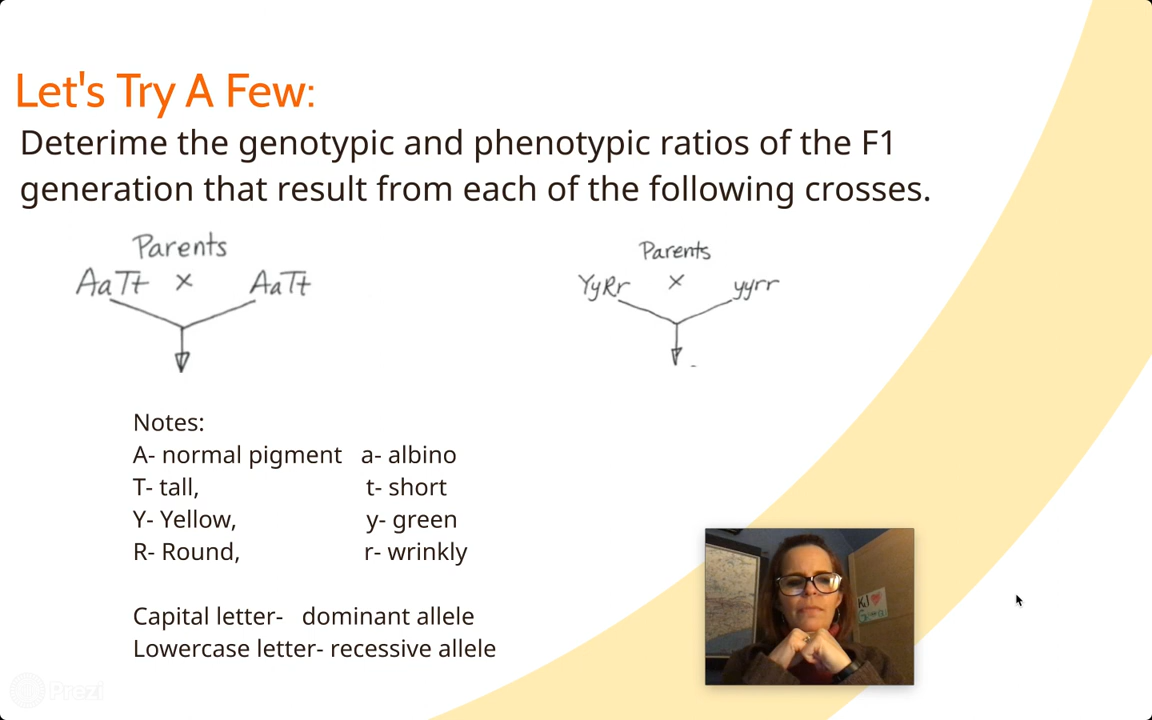 Let's Try A Few:
Deterime the genotypic and phenotypic ratios of the F1
generation that result from each of the following crosses.
Parents
AaTt x AaTt
Parents
YyRr x yyrr
Notes:
A- normal pigment a- albino
T- tall, t- short
Y- Yellow, y- green
R- Round, r- wrinkly
Capital letter- dominant allele
Lowercase letter- recessive allele
Prezi